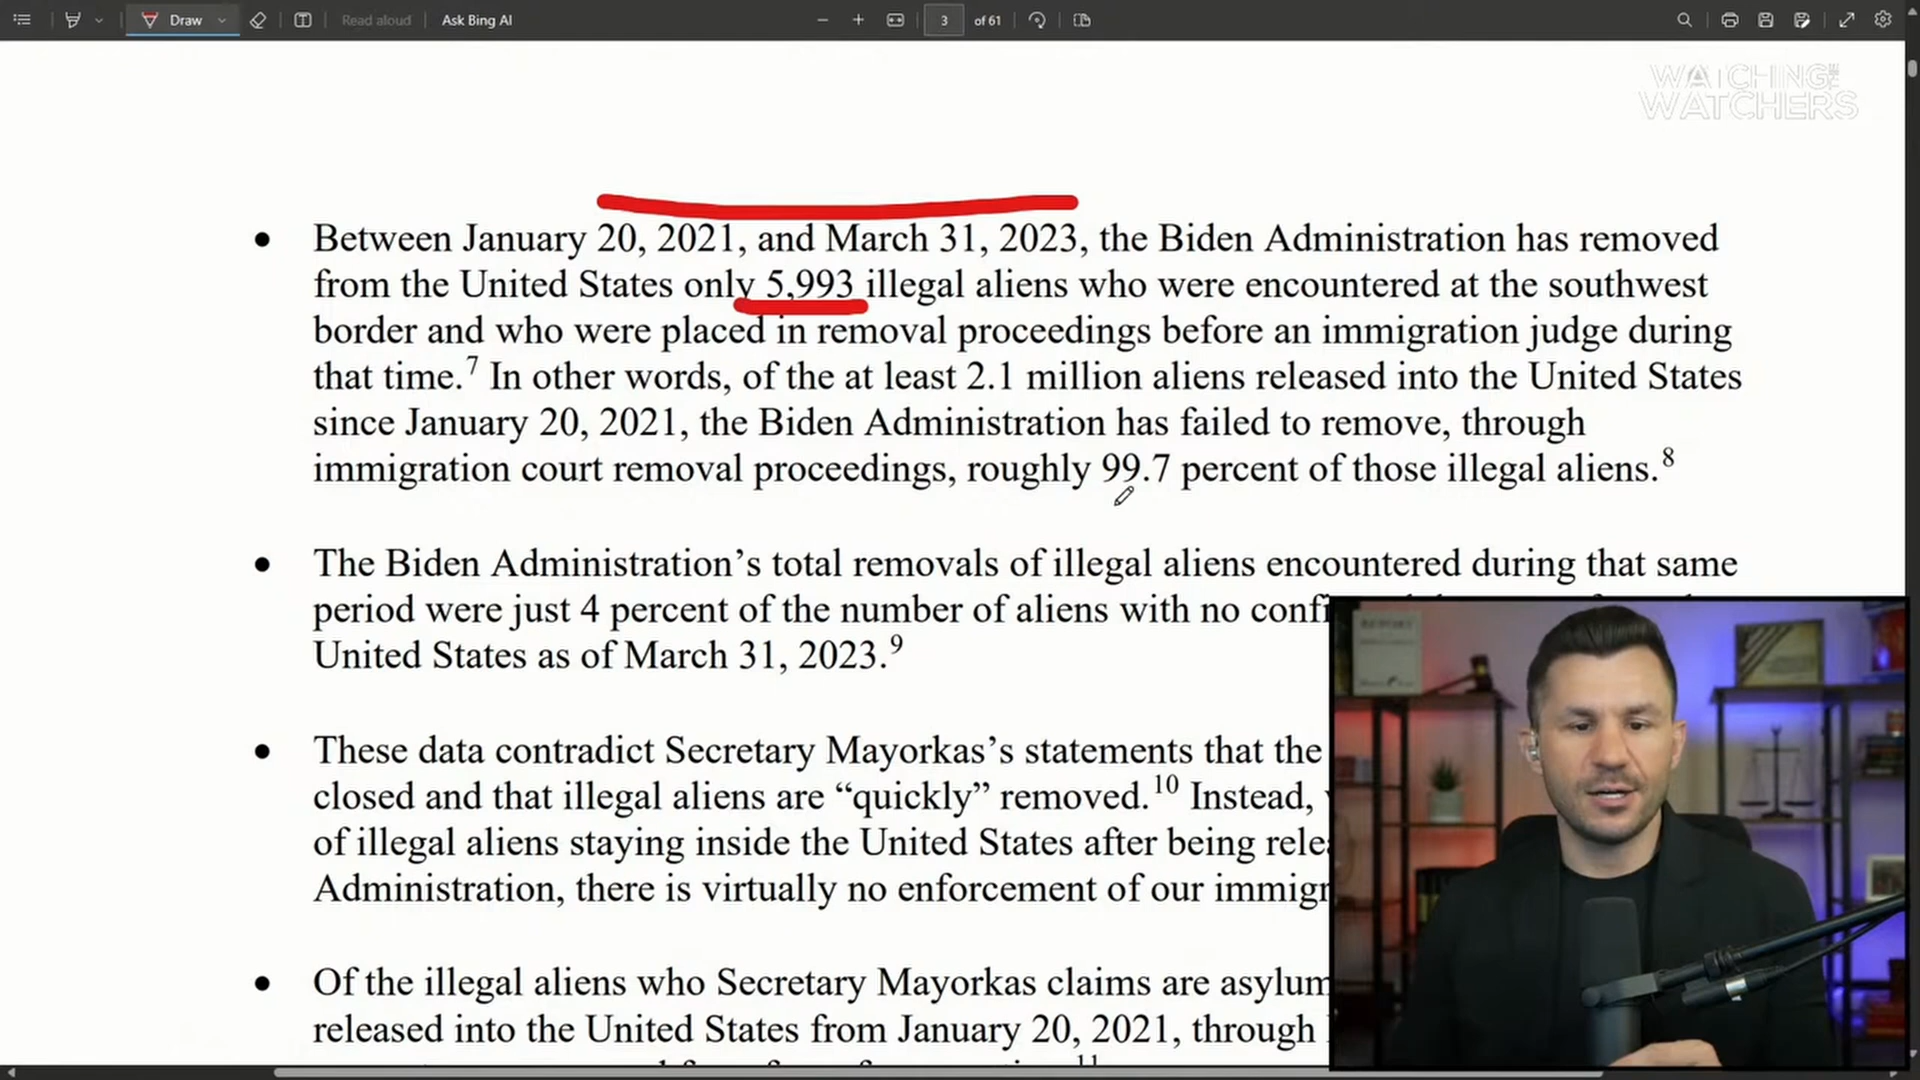 Draw
Read aloud
Ask Bing AI
3 of 61
WATCHING THE
WATCHERS
• Between January 20, 2021, and March 31, 2023, the Biden Administration has removed
from the United States only 5,993 illegal aliens who were encountered at the southwest
border and who were placed in removal proceedings before an immigration judge during
that time.7 In other words, of the at least 2.1 million aliens released into the United States
since January 20, 2021, the Biden Administration has failed to remove, through
immigration court removal proceedings, roughly 99.7 percent of those illegal aliens.8
• The Biden Administration’s total removals of illegal aliens encountered during that same
period were just 4 percent of the number of aliens with no confi
United States as of March 31, 2023.9
• These data contradict Secretary Mayorkas’s statements that the
closed and that illegal aliens are “quickly” removed.10 Instead,
of illegal aliens staying inside the United States after being rele
Administration, there is virtually no enforcement of our immigr
• Of the illegal aliens who Secretary Mayorkas claims are asylum
released into the United States from January 20, 2021, through